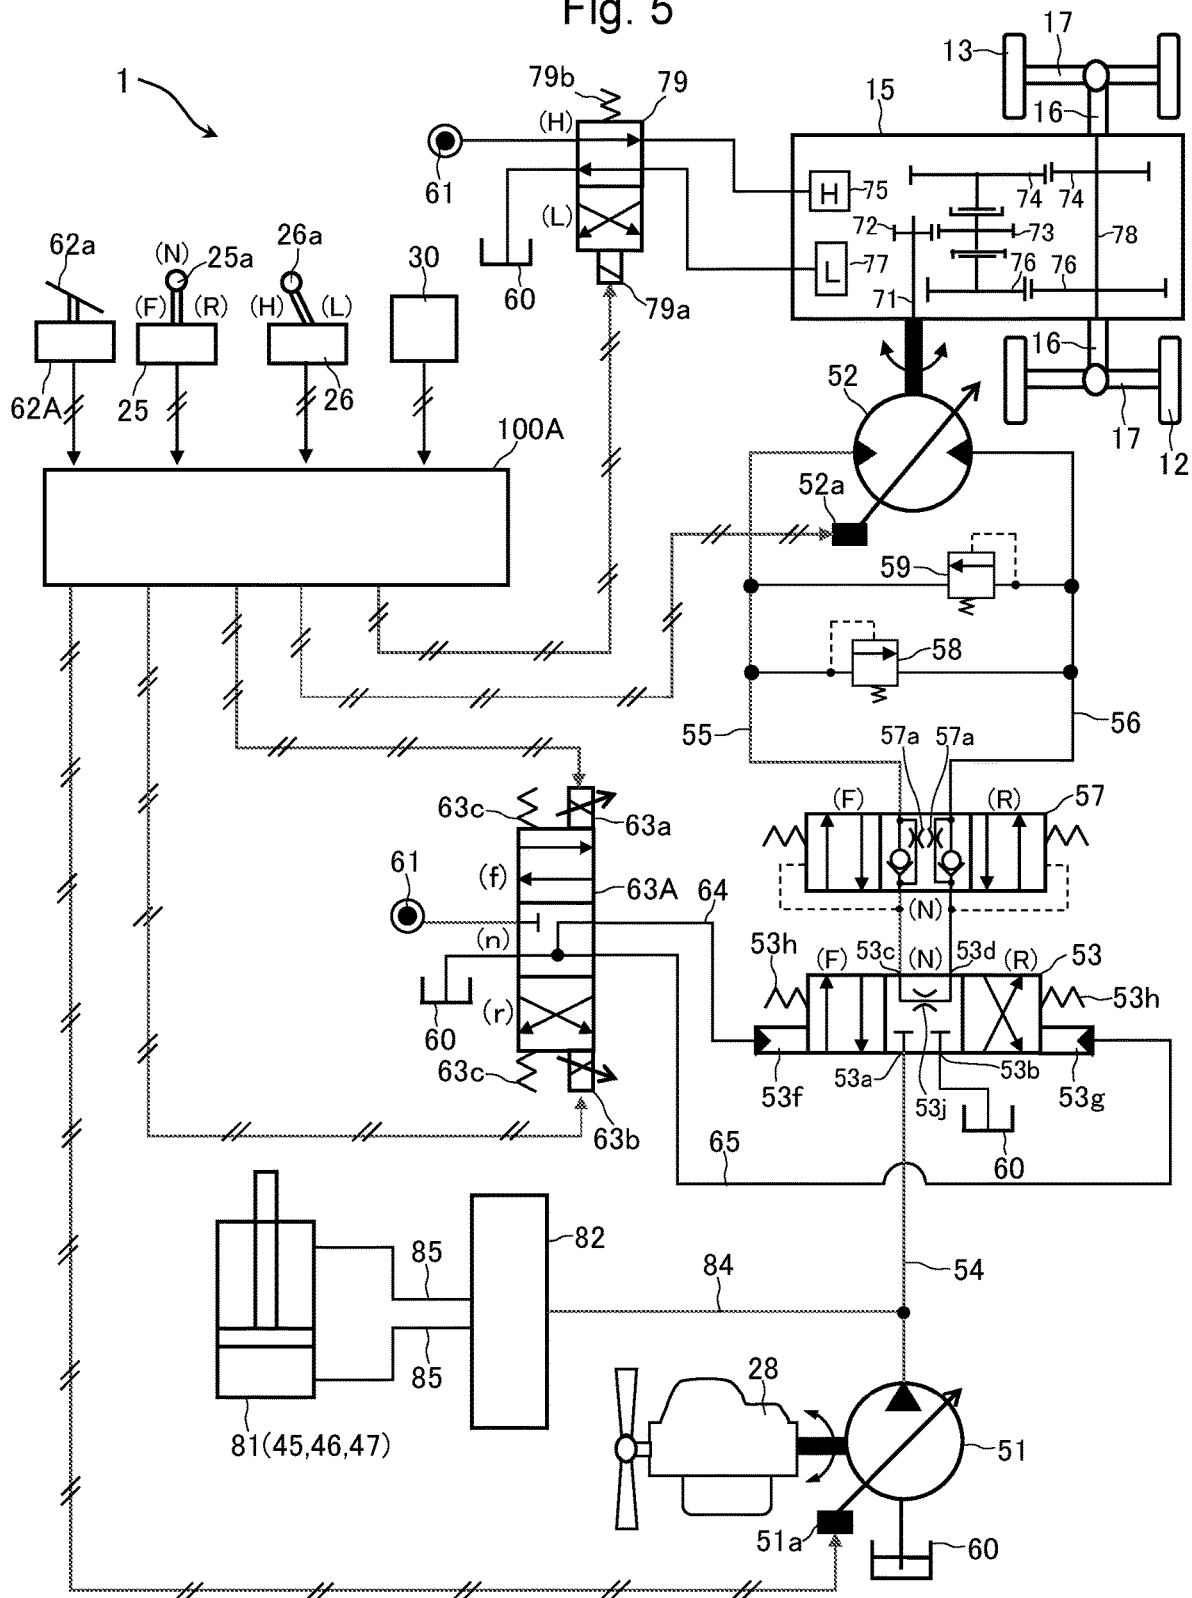 Fig. 5
17
13
79b
79
1
15
(H)
16
61
H
75
74
74
62a
(N)
25a
26a
30
(L)
72
73
78
(F)
(R)
(H)
(L)
60
L
77
76
76
79a
71
16
62A
25
26
52
17
12
100A
52a
59
58
55
56
57a
57a
63c
63a
(F)
(R)
57
61
(f)
63A
64
(N)
(n)
53h
53c
(N)
53d
53
(F)
(R)
53h
60
(r)
63c
53f
53a
53j
53b
53g
63b
65
60
82
85
84
54
85
28
81(45,46,47)
51
51a
60